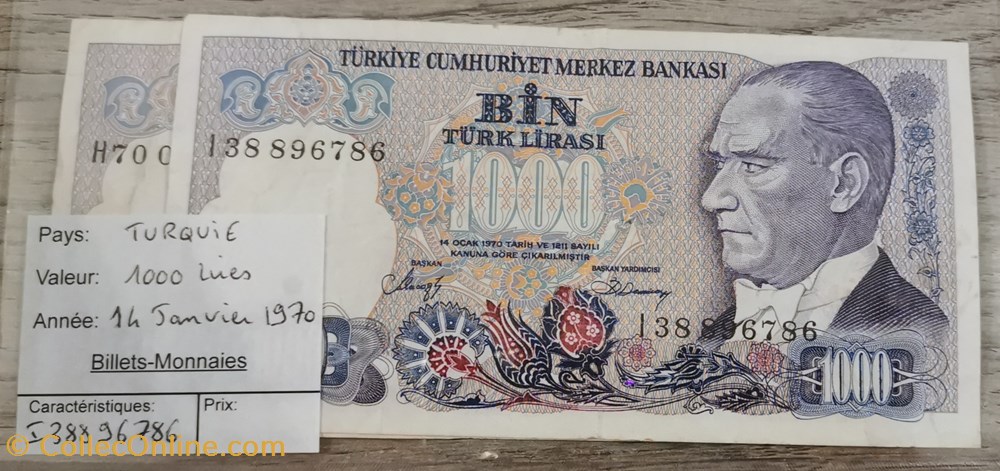 TÜRKİYE CUMHURİYET MERKEZ BANKASI
BİN
TÜRK LİRASI
H70 0
I38 896786
1000
14 OCAK 1970 TARİH VE 1211 SAYILI
KANUNA GÖRE ÇIKARILMIŞTIR
BAŞKAN
BAŞKAN YARDIMCISI
I38 896786
1000
Pays: TURQUIE
Valeur: 1000 lires
Année: 14 Janvier 1970
Billets-Monnaies
Caractéristiques:
Prix:
I38896786
© CollecOnline.com